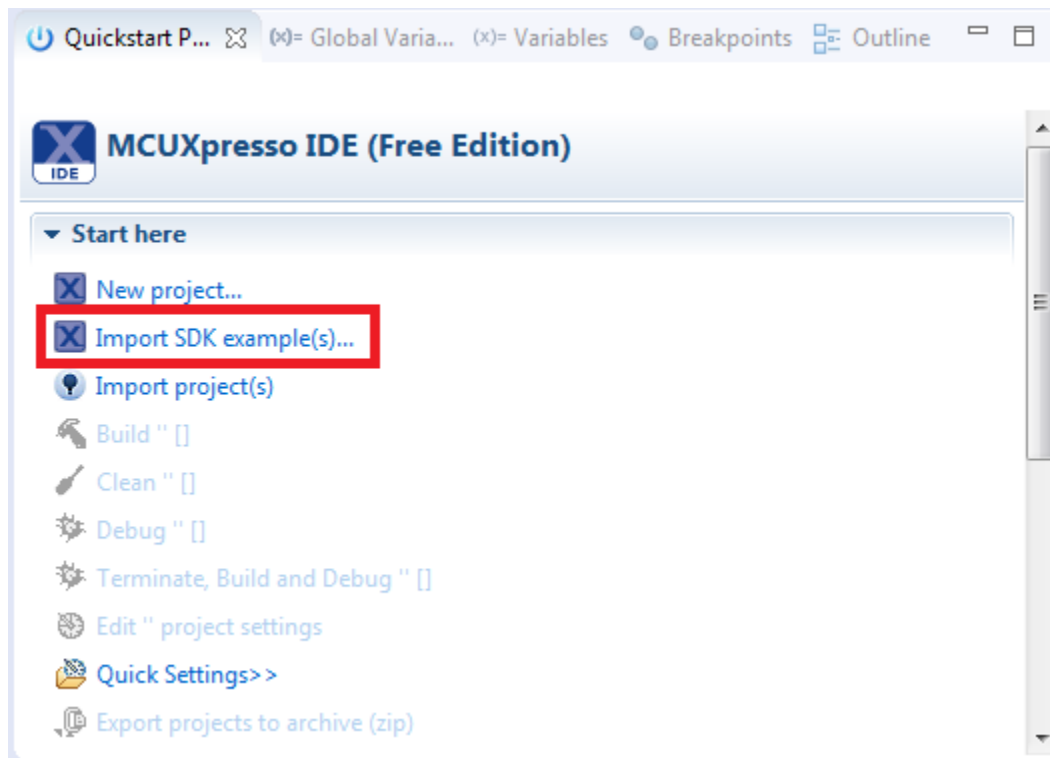 Quickstart P... (x)= Global Varia... (x)= Variables Breakpoints Outline
X
IDE
MCUXpresso IDE (Free Edition)
Start here
New project...
Import SDK example(s)...
Import project(s)
Build '' []
Clean '' []
Debug '' []
Terminate, Build and Debug '' []
Edit '' project settings
Quick Settings>>
Export projects to archive (zip)